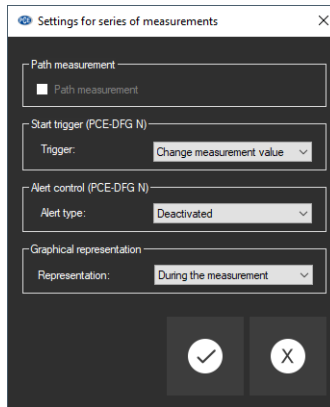 Settings for series of measurements
Path measurement
Path measurement
Start trigger (PCE-DFG N)
Trigger: Change measurement value
Alert control (PCE-DFG N)
Alert type: Deactivated
Graphical representation
Representation: During the measurement
X